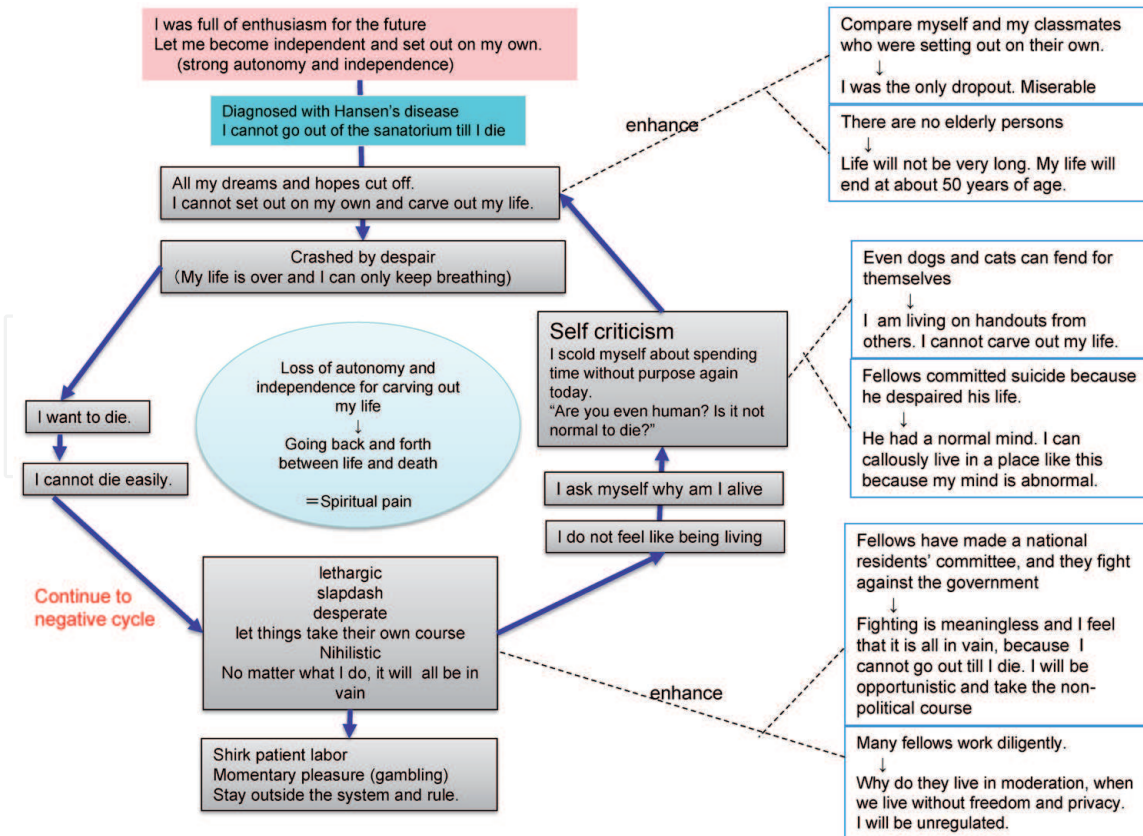 I was full of enthusiasm for the future
Let me become independent and set out on my own.
(strong autonomy and independence)
Diagnosed with Hansen's disease
I cannot go out of the sanatorium till I die
All my dreams and hopes cut off.
I cannot set out on my own and carve out my life.
Crashed by despair
(My life is over and I can only keep breathing)
I want to die.
I cannot die easily.
Continue to
negative cycle
Loss of autonomy and
independence for carving out
my life
↓
Going back and forth
between life and death
=Spiritual pain
lethargic
slapdash
desperate
let things take their own course
Nihilistic
No matter what I do, it will all be in
vain
Shirk patient labor
Momentary pleasure (gambling)
Stay outside the system and rule.
I do not feel like being living
I ask myself why am I alive
Self criticism
I scold myself about spending
time without purpose again
today.
"Are you even human? Is it not
normal to die?"
enhance
Compare myself and my classmates
who were setting out on their own.
↓
I was the only dropout. Miserable
There are no elderly persons
↓
Life will not be very long. My life will
end at about 50 years of age.
Even dogs and cats can fend for
themselves
↓
I am living on handouts from
others. I cannot carve out my life.
Fellows committed suicide because
he despaired his life.
↓
He had a normal mind. I can
callously live in a place like this
because my mind is abnormal.
enhance
Fellows have made a national
residents' committee, and they fight
against the government
↓
Fighting is meaningless and I feel
that it is all in vain, because I
cannot go out till I die. I will be
opportunistic and take the non-
political course
Many fellows work diligently.
↓
Why do they live in moderation, when
we live without freedom and privacy.
I will be unregulated.